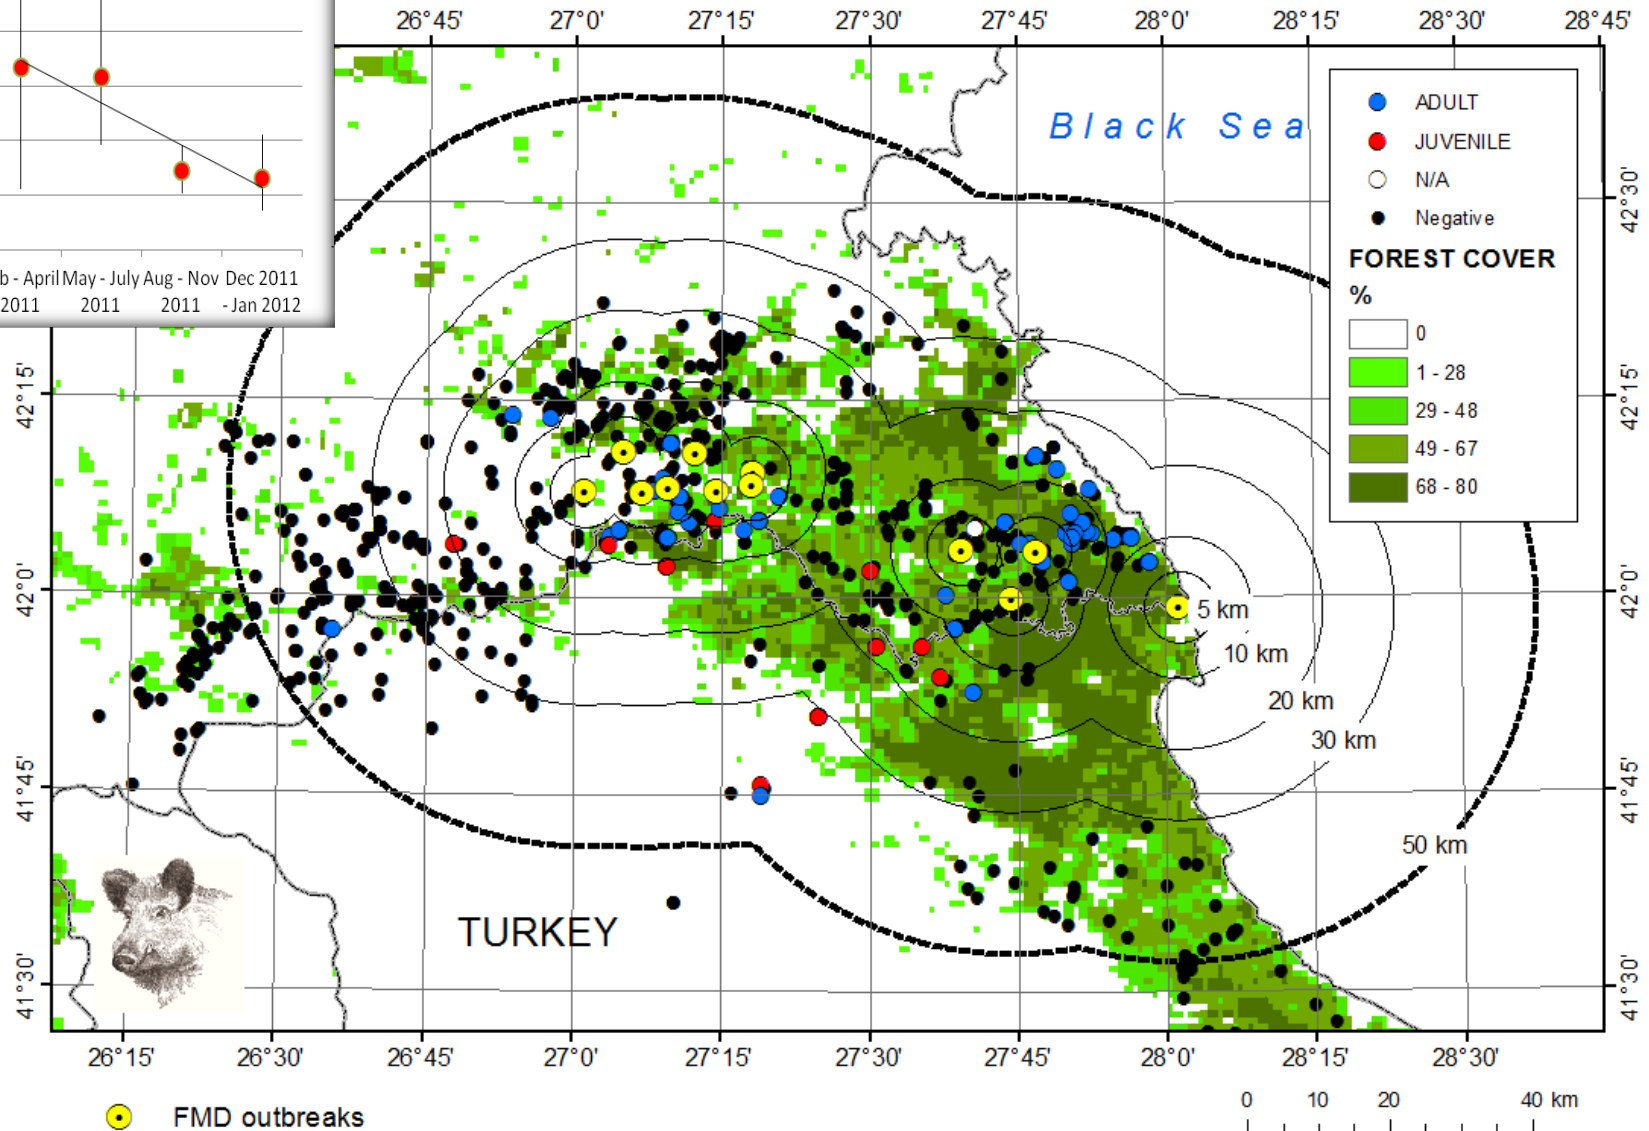 26°45' 27°0' 27°15' 27°30' 27°45' 28°0' 28°15' 28°30' 28°45'
b - April May - July Aug - Nov Dec 2011
2011 2011 2011 - Jan 2012
Black Sea
ADULT
JUVENILE
N/A
Negative
FOREST COVER
%
0
1 - 28
29 - 48
49 - 67
68 - 80
42°30'
42°15'
42°15'
42°0'
42°0'
41°45'
41°45'
41°30'
41°30'
5 km
10 km
20 km
30 km
50 km
TURKEY
26°15' 26°30' 26°45' 27°0' 27°15' 27°30' 27°45' 28°0' 28°15' 28°30'
FMD outbreaks
0 10 20 40 km